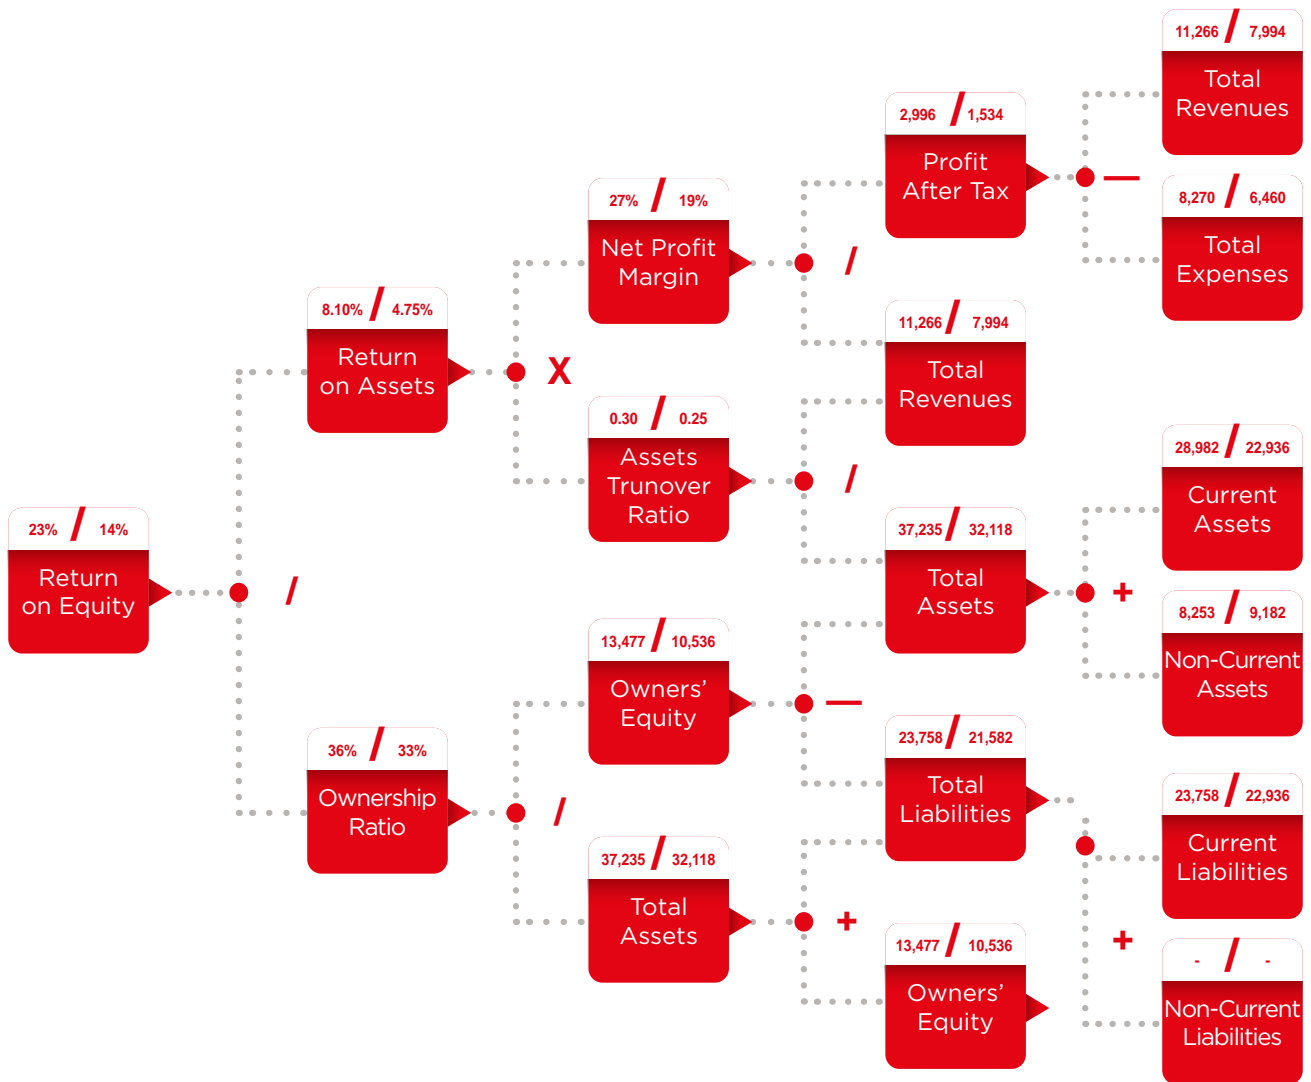 11,266 / 7,994
Total
Revenues
2,996 / 1,534
Profit
After Tax
—
8,270 / 6,460
Total
Expenses
27% / 19%
Net Profit
Margin
/
11,266 / 7,994
Total
Revenues
8.10% / 4.75%
Return
on Assets
X
0.30 / 0.25
Assets
Trunover
Ratio
/
28,982 / 22,936
Current
Assets
37,235 / 32,118
Total
Assets
+
8,253 / 9,182
Non-Current
Assets
23% / 14%
Return
on Equity
/
13,477 / 10,536
Owners'
Equity
—
23,758 / 21,582
Total
Liabilities
36% / 33%
Ownership
Ratio
/
23,758 / 22,936
Current
Liabilities
37,235 / 32,118
Total
Assets
+
13,477 / 10,536
Owners'
Equity
+
- / -
Non-Current
Liabilities